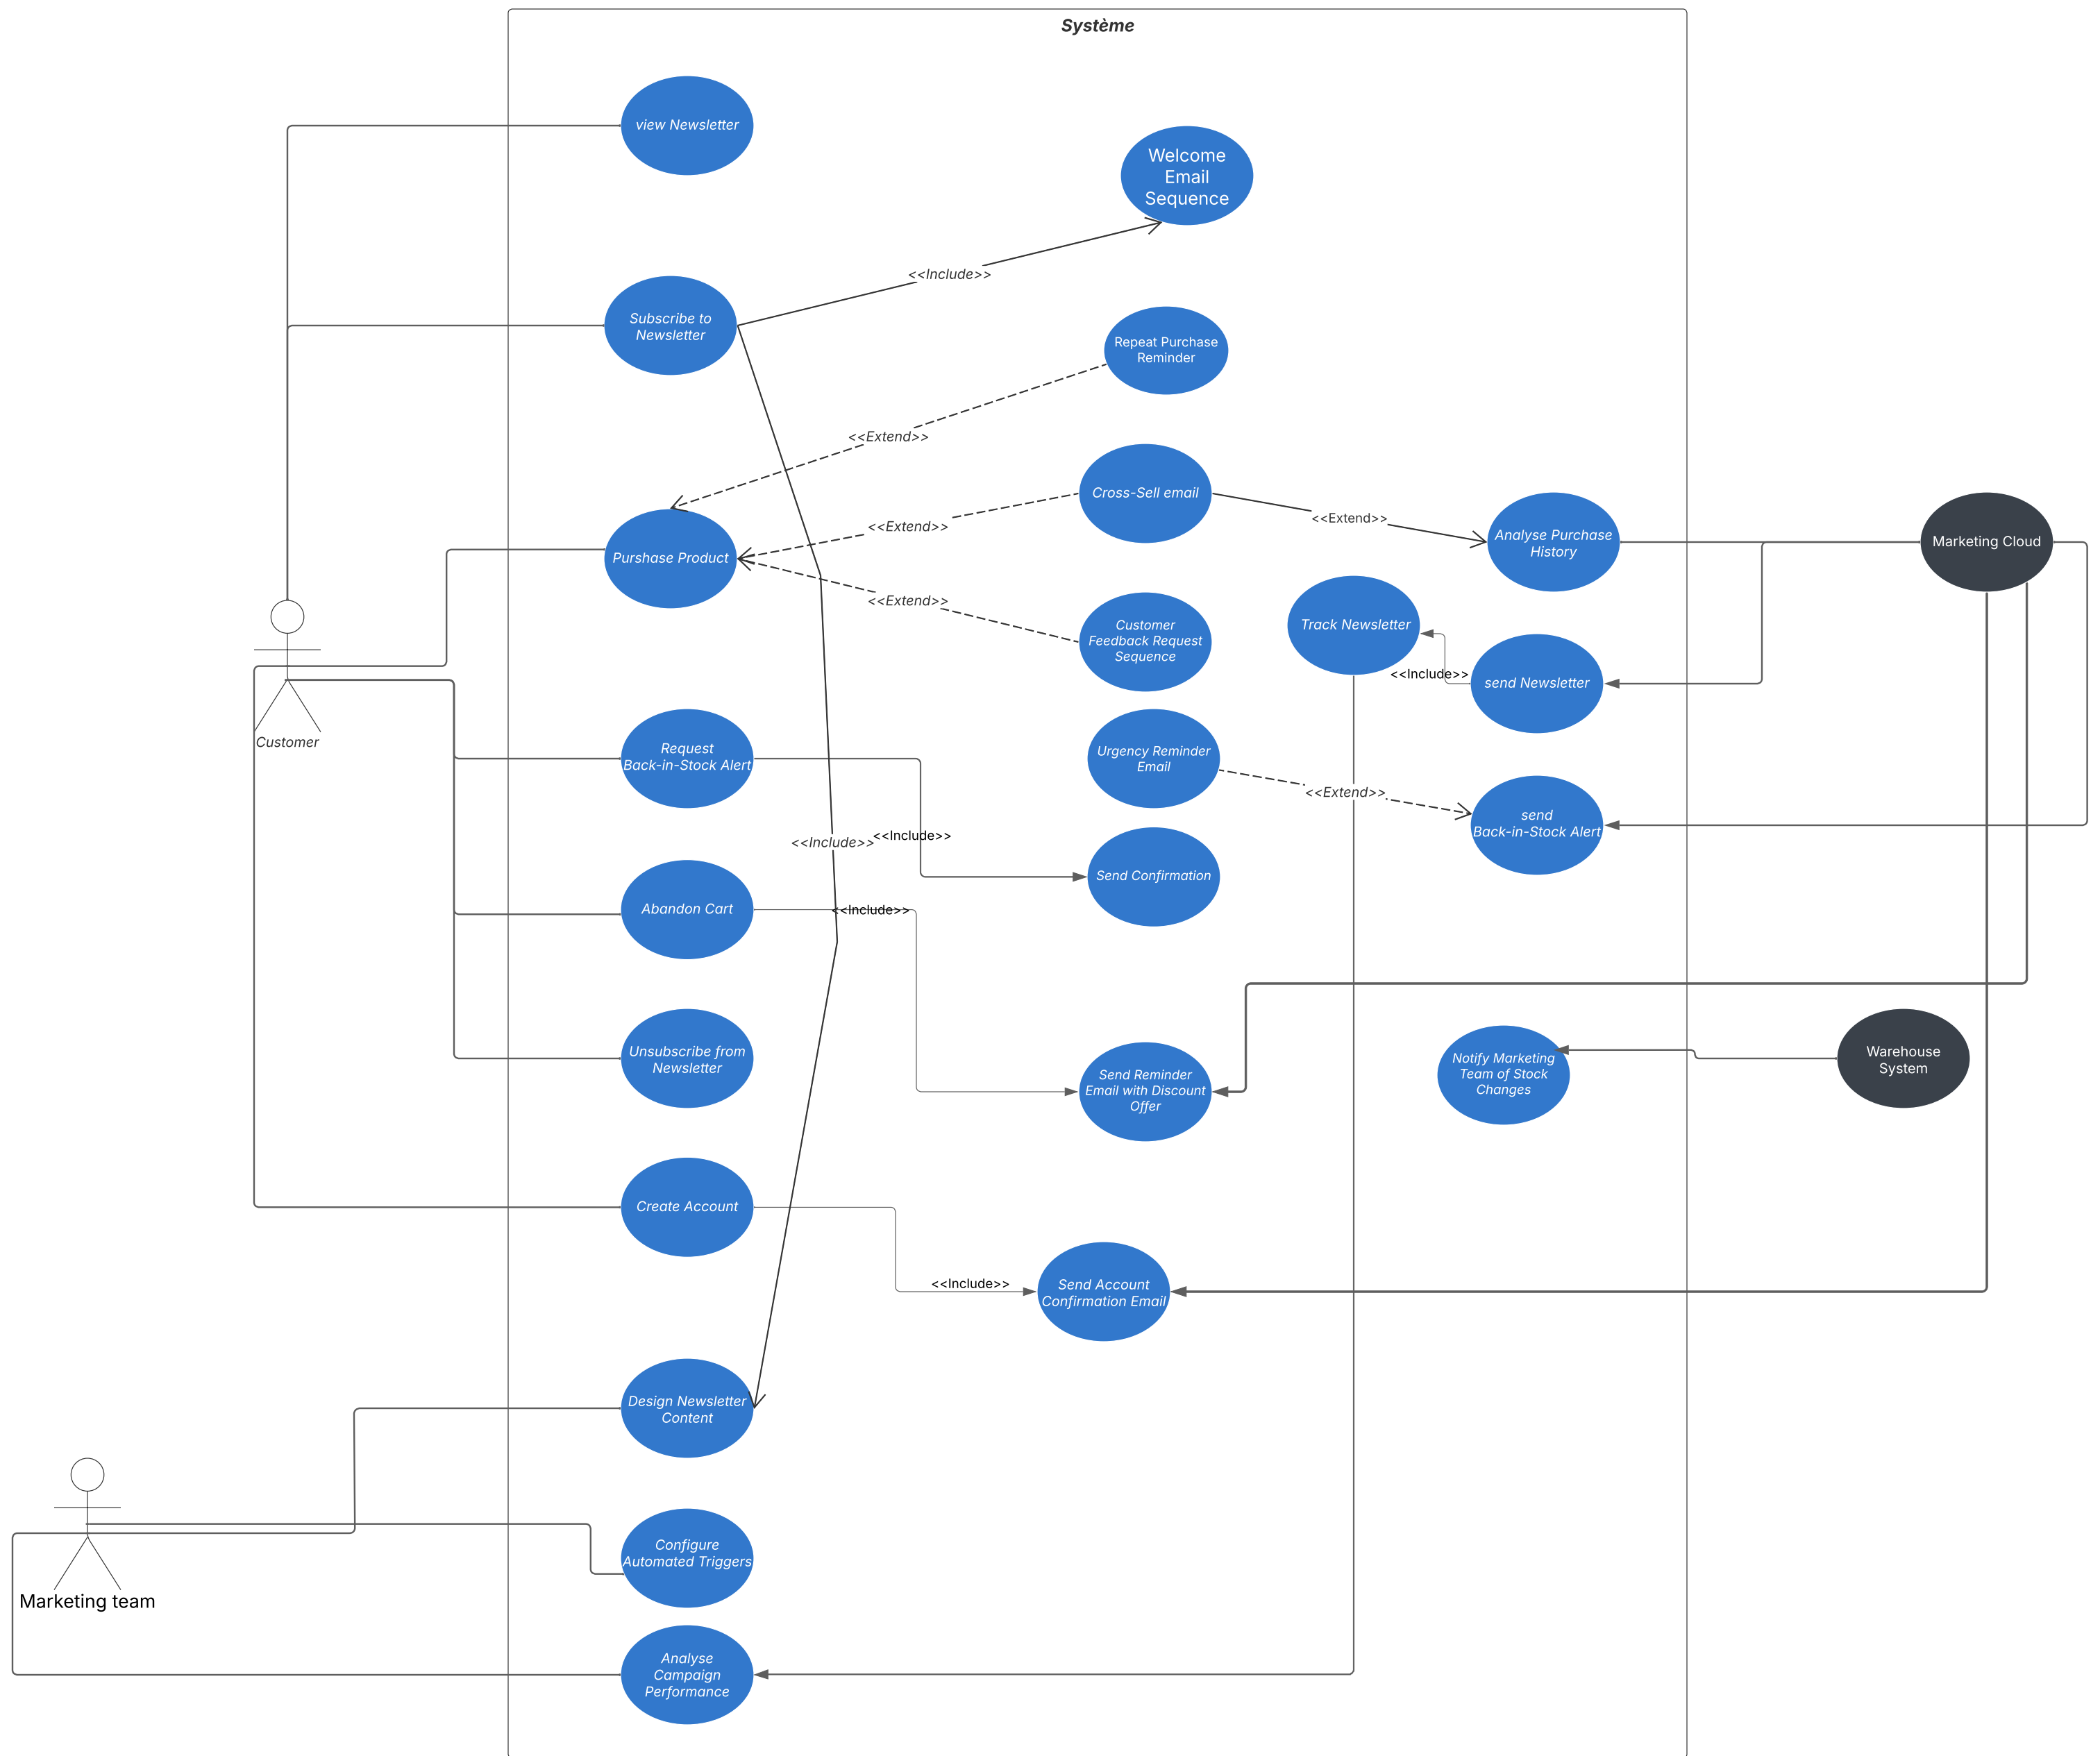 Système
view Newsletter
Welcome
Email
Sequence
<<Include>>
Subscribe to
Newsletter
Repeat Purchase
Reminder
<<Extend>>
Cross-Sell email
<<Extend>>
<<Extend>>
Analyse Purchase
History
Marketing Cloud
Purshase Product
<<Extend>>
Customer
Feedback Request
Sequence
Track Newsletter
<<Include>>
send Newsletter
Customer
Request
Back-in-Stock Alert
Urgency Reminder
Email
<<Extend>>
send
Back-in-Stock Alert
<<Include>>
<<Include>>
Send Confirmation
Abandon Cart
<<Include>>
Unsubscribe from
Newsletter
Send Reminder
Email with Discount
Offer
Notify Marketing
Team of Stock
Changes
Warehouse
System
Create Account
<<Include>>
Send Account
Confirmation Email
Design Newsletter
Content
Marketing team
Configure
Automated Triggers
Analyse
Campaign
Performance